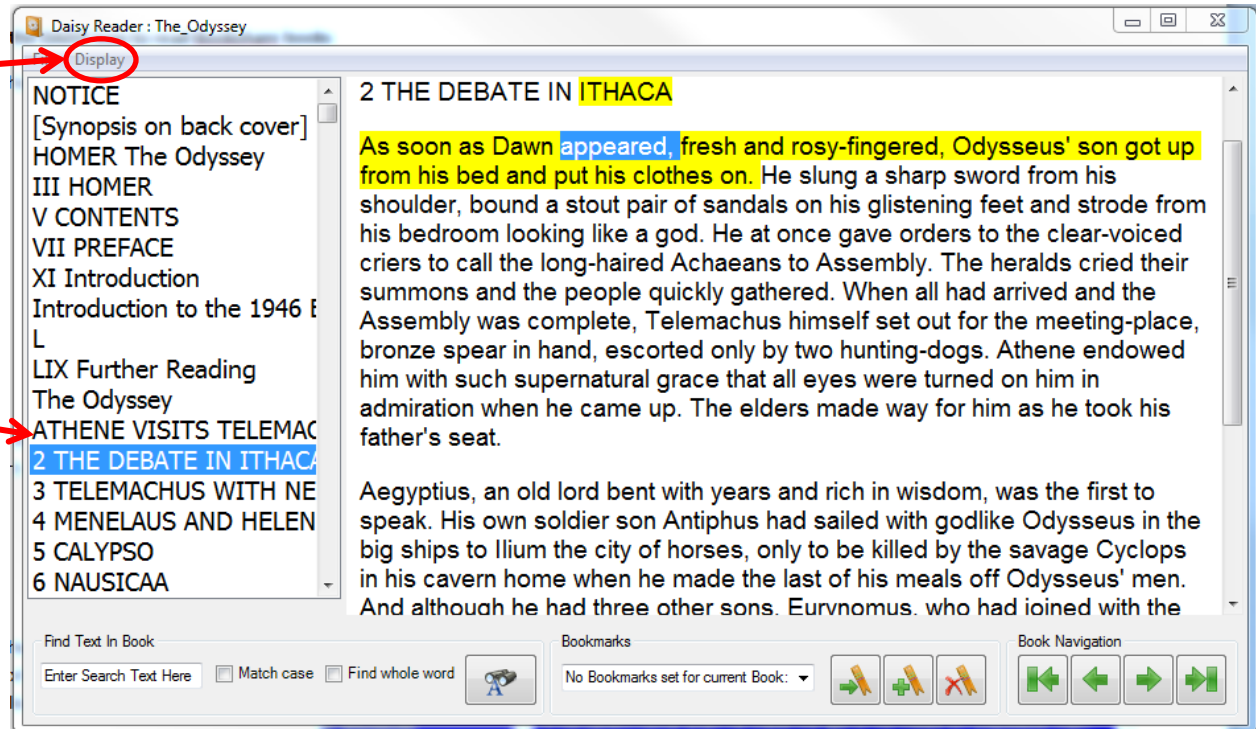 Daisy Reader : The_Odyssey
Display
NOTICE
[Synopsis on back cover]
HOMER The Odyssey
III HOMER
V CONTENTS
VII PREFACE
XI Introduction
Introduction to the 1946
L
LIX Further Reading
The Odyssey
ATHENE VISITS TELEMAC
2 THE DEBATE IN ITHACA
3 TELEMACHUS WITH NE
4 MENELAUS AND HELEN
5 CALYPSO
6 NAUSICAA
2 THE DEBATE IN ITHACA
As soon as Dawn appeared, fresh and rosy-fingered, Odysseus' son got up
from his bed and put his clothes on. He slung a sharp sword from his
shoulder, bound a stout pair of sandals on his glistening feet and strode from
his bedroom looking like a god. He at once gave orders to the clear-voiced
criers to call the long-haired Achaeans to Assembly. The heralds cried their
summons and the people quickly gathered. When all had arrived and the
Assembly was complete, Telemachus himself set out for the meeting-place,
bronze spear in hand, escorted only by two hunting-dogs. Athene endowed
him with such supernatural grace that all eyes were turned on him in
admiration when he came up. The elders made way for him as he took his
father's seat.
Aegyptius, an old lord bent with years and rich in wisdom, was the first to
speak. His own soldier son Antiphus had sailed with godlike Odysseus in the
big ships to Ilium the city of horses, only to be killed by the savage Cyclops
in his cavern home when he made the last of his meals off Odysseus' men.
And although he had three other sons, Eurynomus, who had joined with the
Find Text In Book
Enter Search Text Here
Match case
Find whole word
Bookmarks
No Bookmarks set for current Book:
Book Navigation